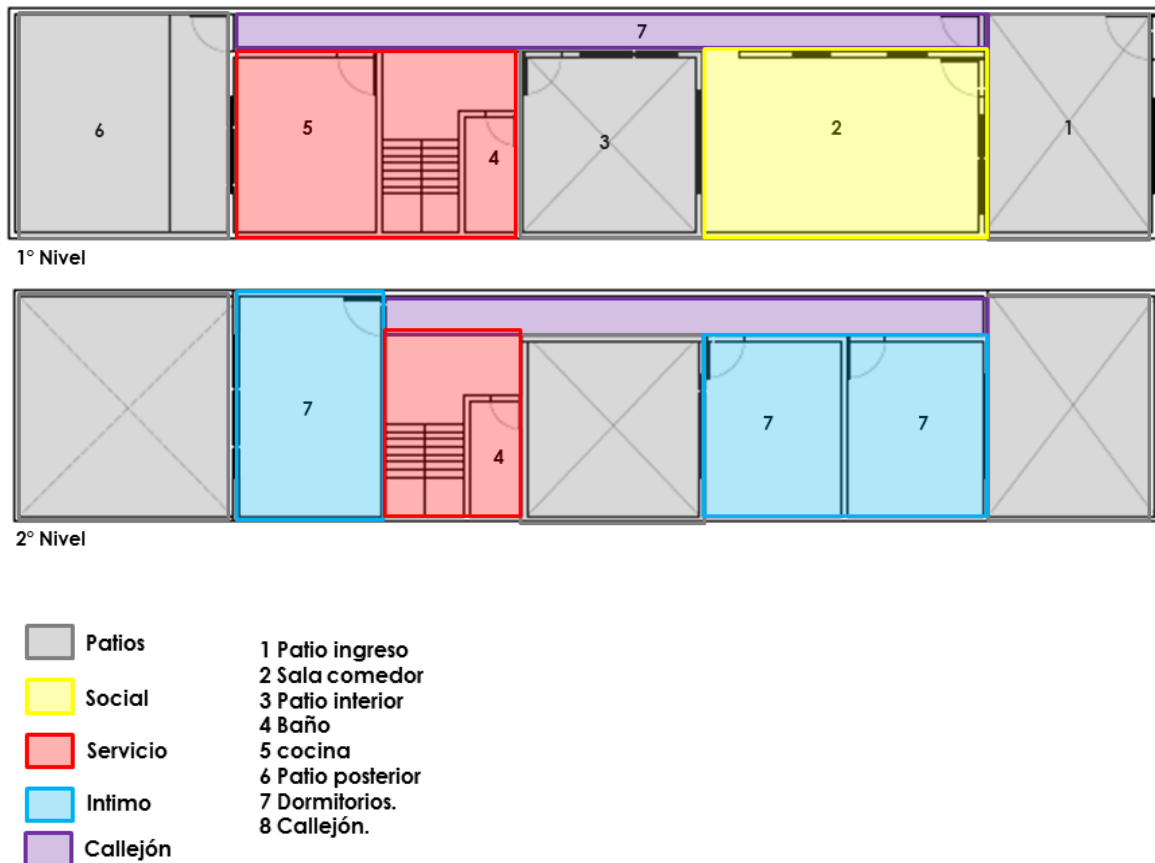 7
6
5
4
3
2
1
1° Nivel
7
4
7
7
2° Nivel
Patios
Social
Servicio
Intimo
Callejón
1 Patio ingreso
2 Sala comedor
3 Patio interior
4 Baño
5 cocina
6 Patio posterior
7 Dormitorios.
8 Callejón.